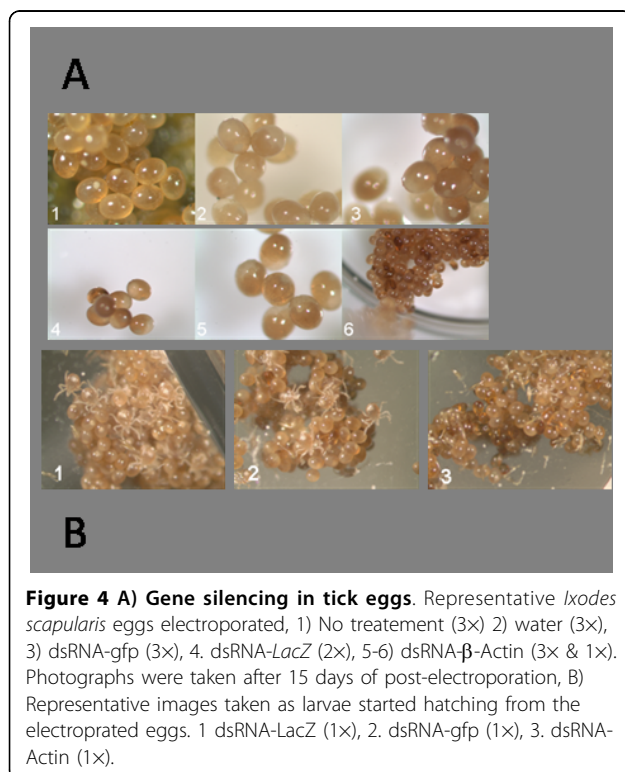 A
1 2 3
4 5 6
1 2 3
B
Figure 4 A) Gene silencing in tick eggs. Representative Ixodes
scapularis eggs electroporated, 1) No treatement (3×) 2) water (3×),
3) dsRNA-gfp (3×), 4. dsRNA-LacZ (2×), 5-6) dsRNA-β-Actin (3× & 1×).
Photographs were taken after 15 days of post-electroporation, B)
Representative images taken as larvae started hatching from the
electroprated eggs. 1 dsRNA-LacZ (1×), 2. dsRNA-gfp (1×), 3. dsRNA-
Actin (1×).